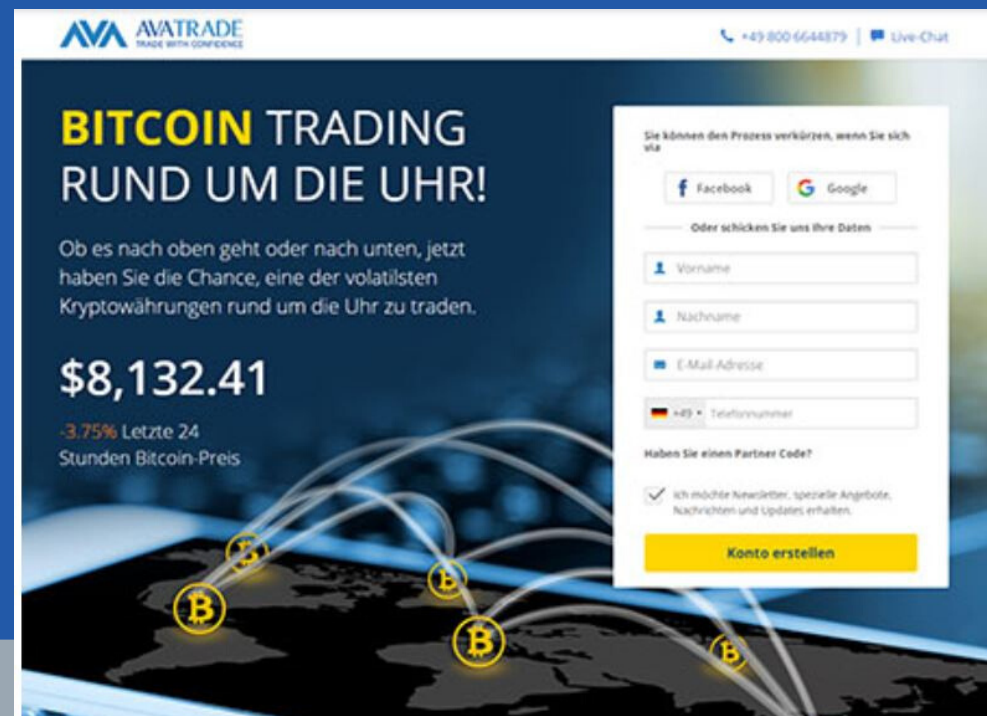 AVA AVATRADE
TRADE WITH CONFIDENCE
+49 800 6644879 | Live-Chat
BITCOIN TRADING
RUND UM DIE UHR!
Ob es nach oben geht oder nach unten, jetzt
haben Sie die Chance, eine der volatilsten
Kryptowährungen rund um die Uhr zu traden.
$8,132.41
-3.75% Letzte 24
Stunden Bitcoin-Preis
Sie können den Prozess verkürzen, wenn Sie sich
via
Facebook
Google
Oder schicken Sie uns Ihre Daten
Vorname
Nachname
E-Mail-Adresse
+49 Telefonnummer
Haben Sie einen Partner Code?
Ich möchte Newsletter, spezielle Angebote,
Nachrichten und Updates erhalten.
Konto erstellen